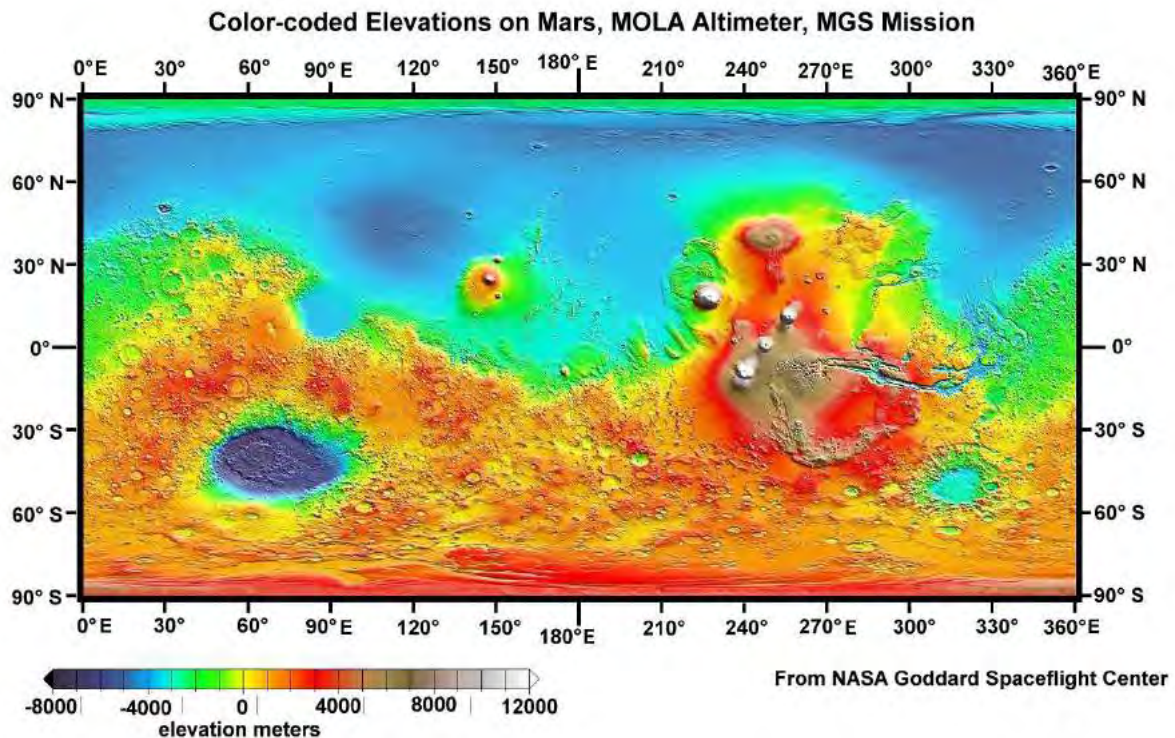 Color-coded Elevations on Mars, MOLA Altimeter, MGS Mission
0°E 30° 60° 90°E 120° 150° 180°E 210° 240° 270°E 300° 330° 360°E
90° N 90° N
60° N 60° N
30° N 30° N
0° 0°
30° S 30° S
60° S 60° S
90° S 90° S
0°E 30° 60° 90°E 120° 150° 180°E 210° 240° 270°E 300° 330° 360°E
-8000 -4000 0 4000 8000 12000
elevation meters
From NASA Goddard Spaceflight Center